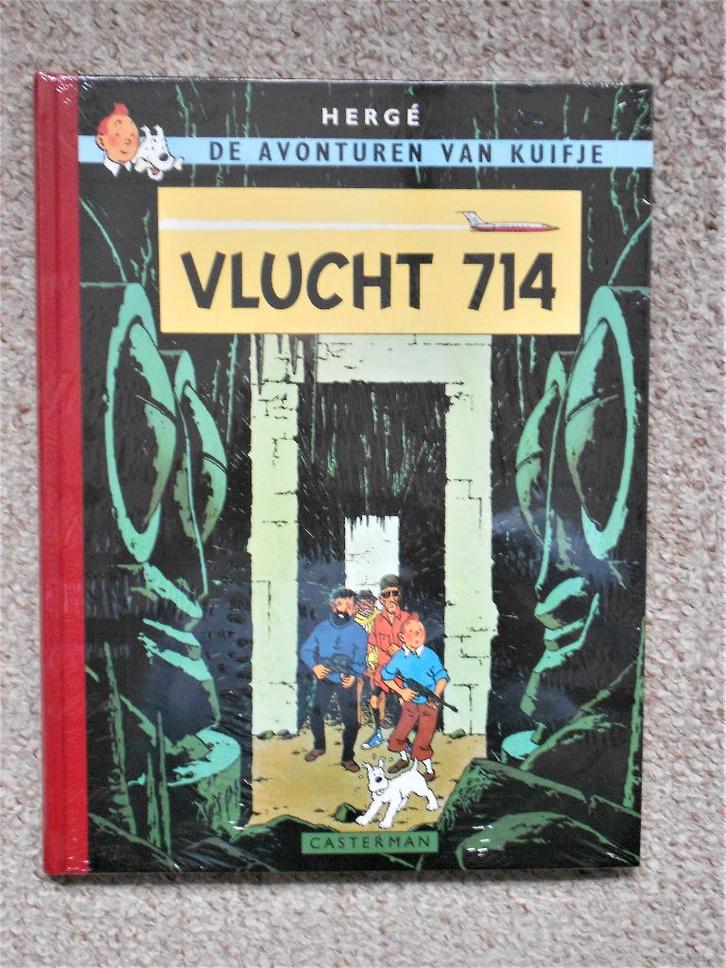 HERGÉ
DE AVONTUREN VAN KUIFJE
VLUCHT 714
CASTERMAN